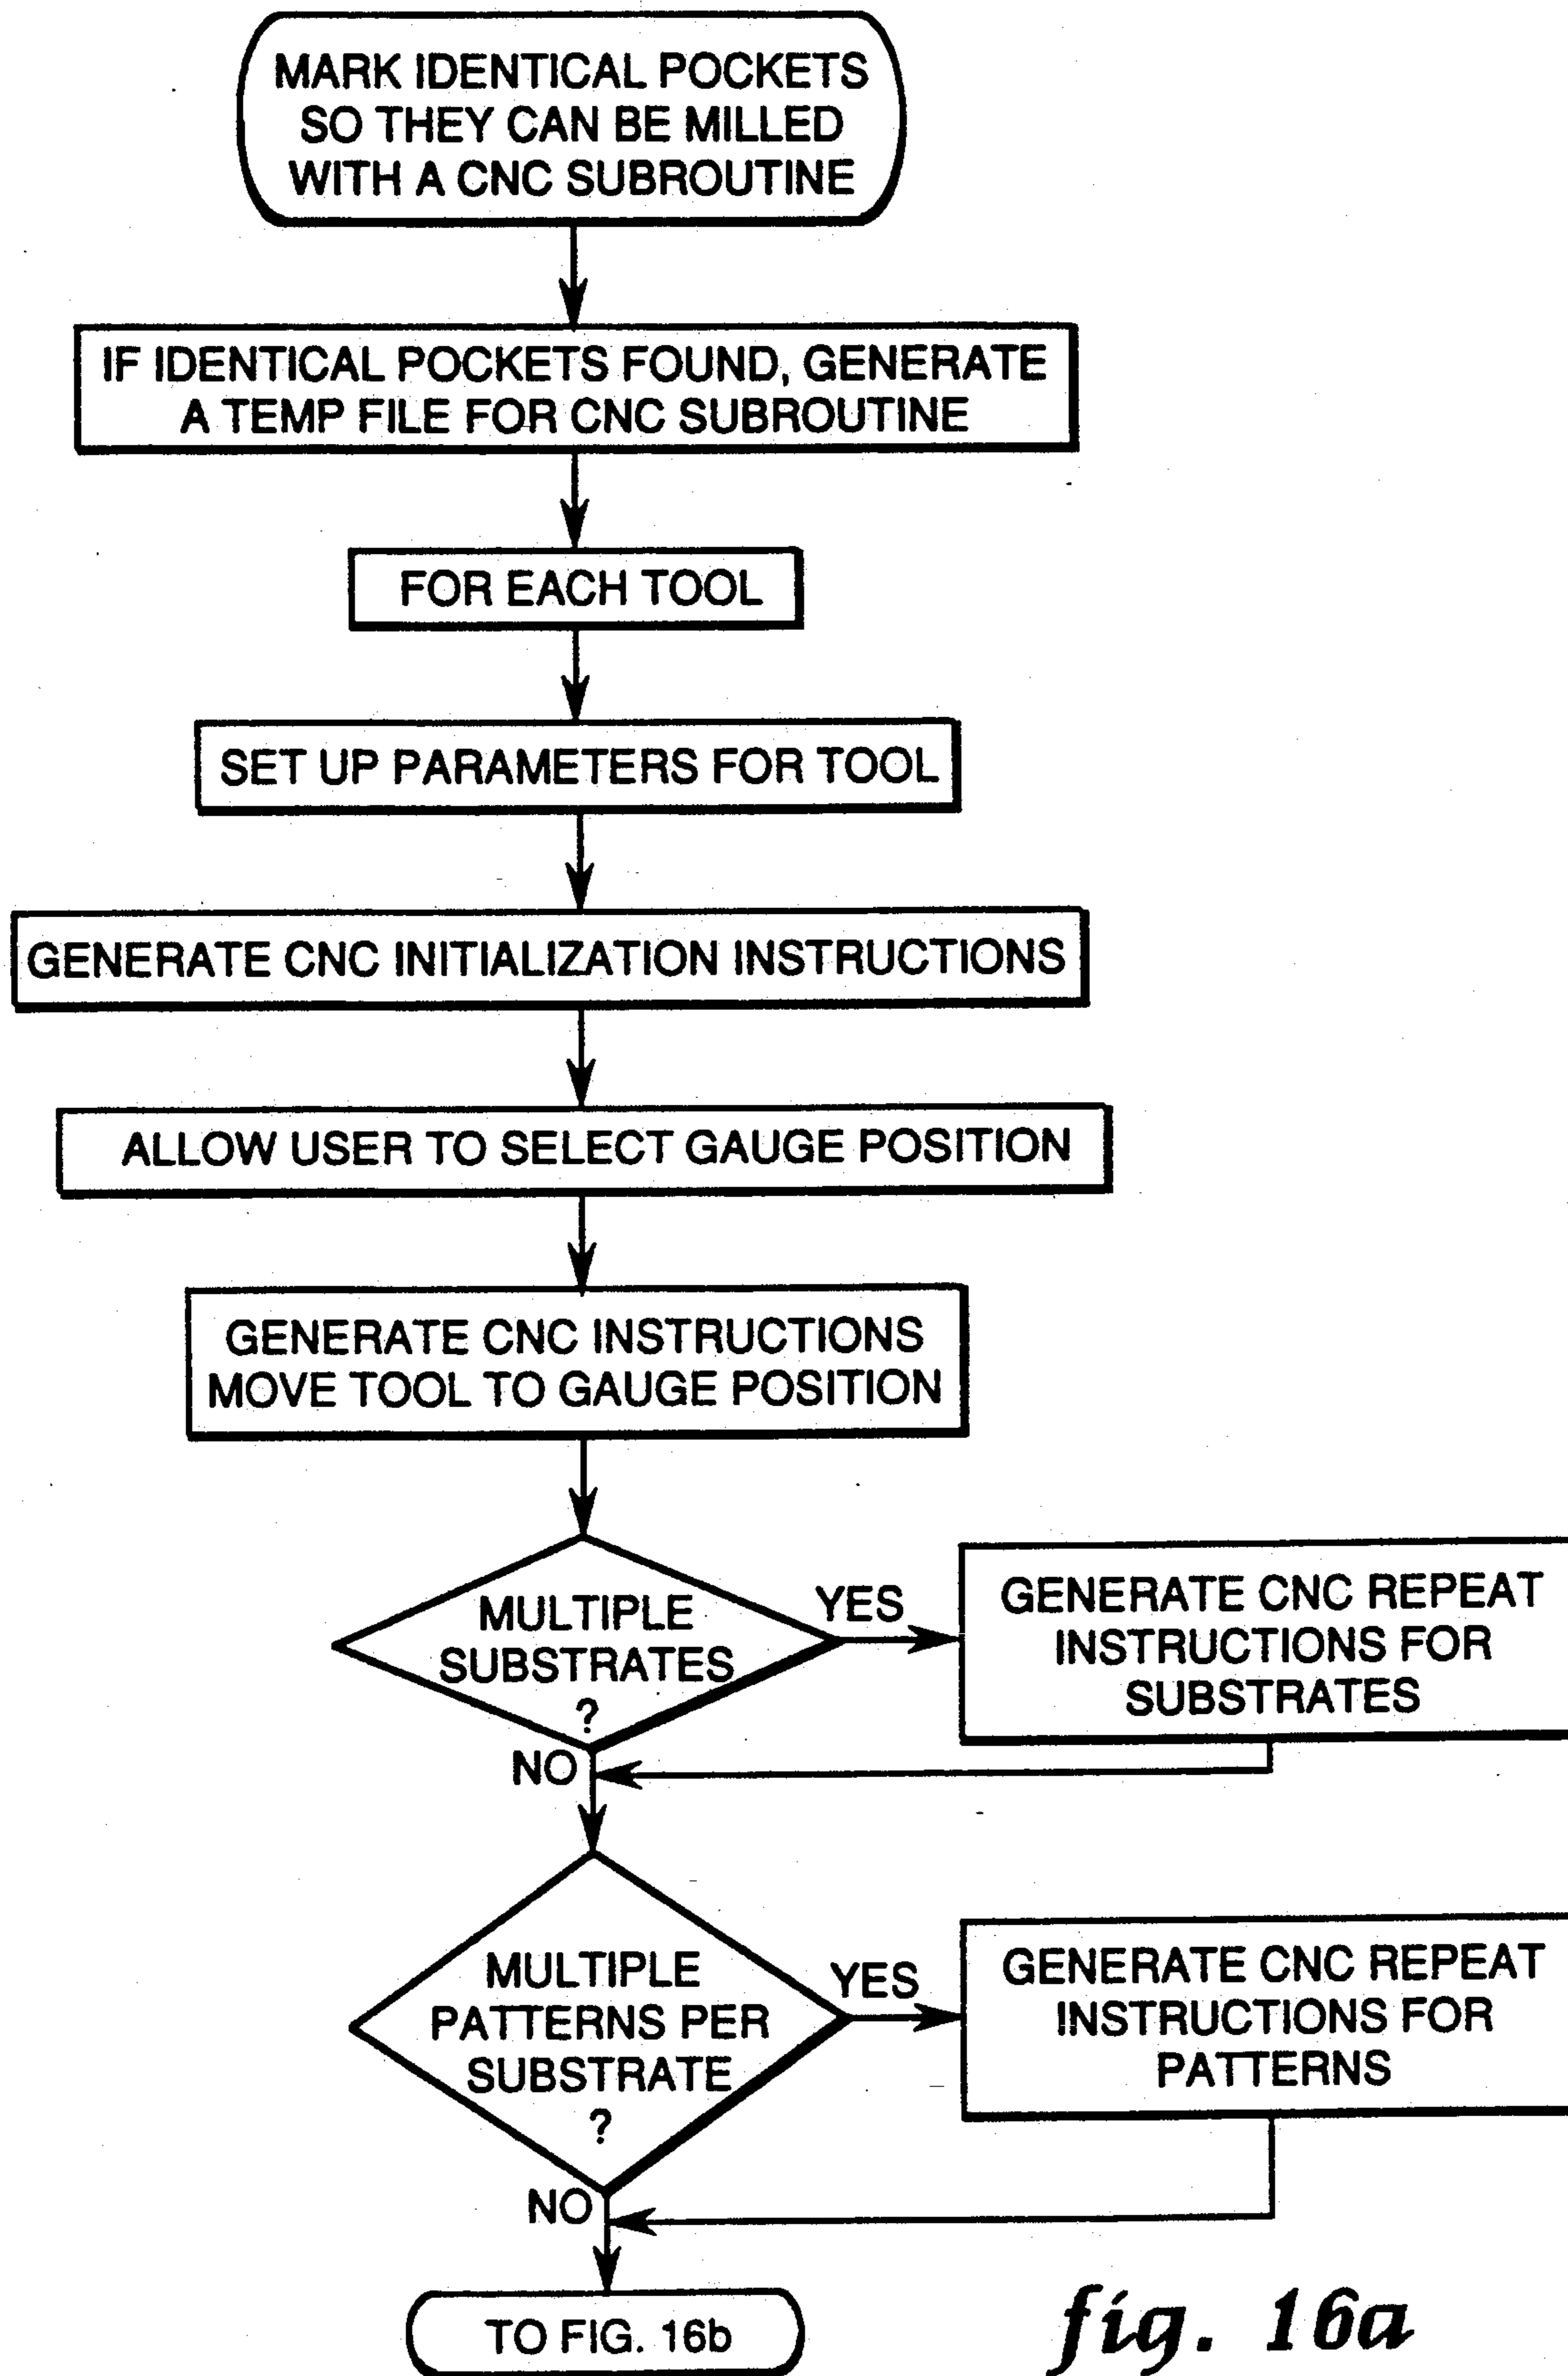 MARK IDENTICAL POCKETS
SO THEY CAN BE MILLED
WITH A CNC SUBROUTINE
IF IDENTICAL POCKETS FOUND, GENERATE
A TEMP FILE FOR CNC SUBROUTINE
FOR EACH TOOL
SET UP PARAMETERS FOR TOOL
GENERATE CNC INITIALIZATION INSTRUCTIONS
ALLOW USER TO SELECT GAUGE POSITION
GENERATE CNC INSTRUCTIONS
MOVE TOOL TO GAUGE POSITION
MULTIPLE
SUBSTRATES
?
YES
GENERATE CNC REPEAT
INSTRUCTIONS FOR
SUBSTRATES
NO
MULTIPLE
PATTERNS PER
SUBSTRATE
?
YES
GENERATE CNC REPEAT
INSTRUCTIONS FOR
PATTERNS
NO
TO FIG. 16b
fig. 16a